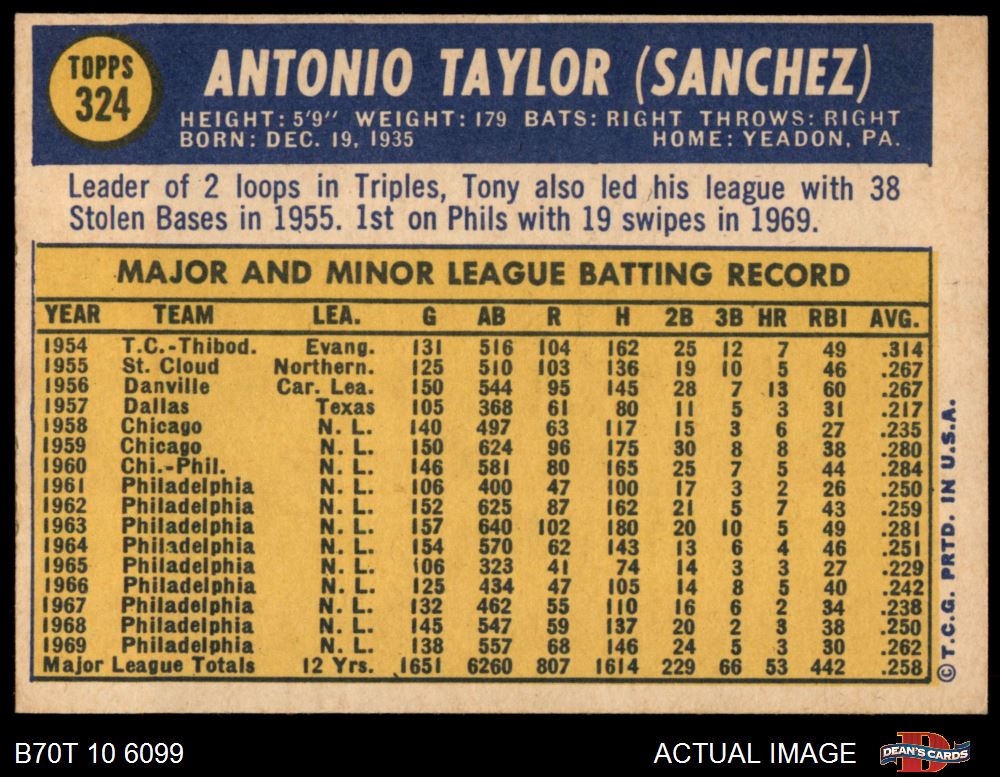 TOPPS
324
ANTONIO TAYLOR (SANCHEZ)
HEIGHT: 5'9" WEIGHT: 179 BATS: RIGHT THROWS: RIGHT
BORN: DEC. 19, 1935 HOME: YEADON, PA.
Leader of 2 loops in Triples, Tony also led his league with 38
Stolen Bases in 1955. 1st on Phils with 19 swipes in 1969.
MAJOR AND MINOR LEAGUE BATTING RECORD
YEAR TEAM LEA. G AB R H 2B 3B HR RBI AVG.
1954 T.C.-Thibod. Evang. 131 516 104 162 25 12 7 49 .314
1955 St. Cloud Northern. 125 510 103 136 19 10 5 46 .267
1956 Danville Car. Lea. 150 544 95 145 28 7 13 60 .267
1957 Dallas Texas 105 368 61 80 11 5 3 31 .217
1958 Chicago N. L. 140 497 63 117 15 3 6 27 .235
1959 Chicago N. L. 150 624 96 175 30 8 8 38 .280
1960 Chi.-Phil. N. L. 146 581 80 165 25 7 5 44 .284
1961 Philadelphia N. L. 106 400 47 100 17 3 2 26 .250
1962 Philadelphia N. L. 152 625 87 162 21 5 7 43 .259
1963 Philadelphia N. L. 157 640 102 180 20 10 5 49 .281
1964 Philadelphia N. L. 154 570 62 143 13 6 4 46 .251
1965 Philadelphia N. L. 106 323 41 74 14 3 3 27 .229
1966 Philadelphia N. L. 125 434 47 105 14 8 5 40 .242
1967 Philadelphia N. L. 132 462 55 110 16 6 2 34 .238
1968 Philadelphia N. L. 145 547 59 137 20 2 3 38 .250
1969 Philadelphia N. L. 138 557 68 146 24 5 3 30 .262
Major League Totals 12 Yrs. 1651 6260 807 1614 229 66 53 442 .258
© T.C.G. PRTD. IN U.S.A.
B70T 10 6099 ACTUAL IMAGE
DEAN'S CARDS